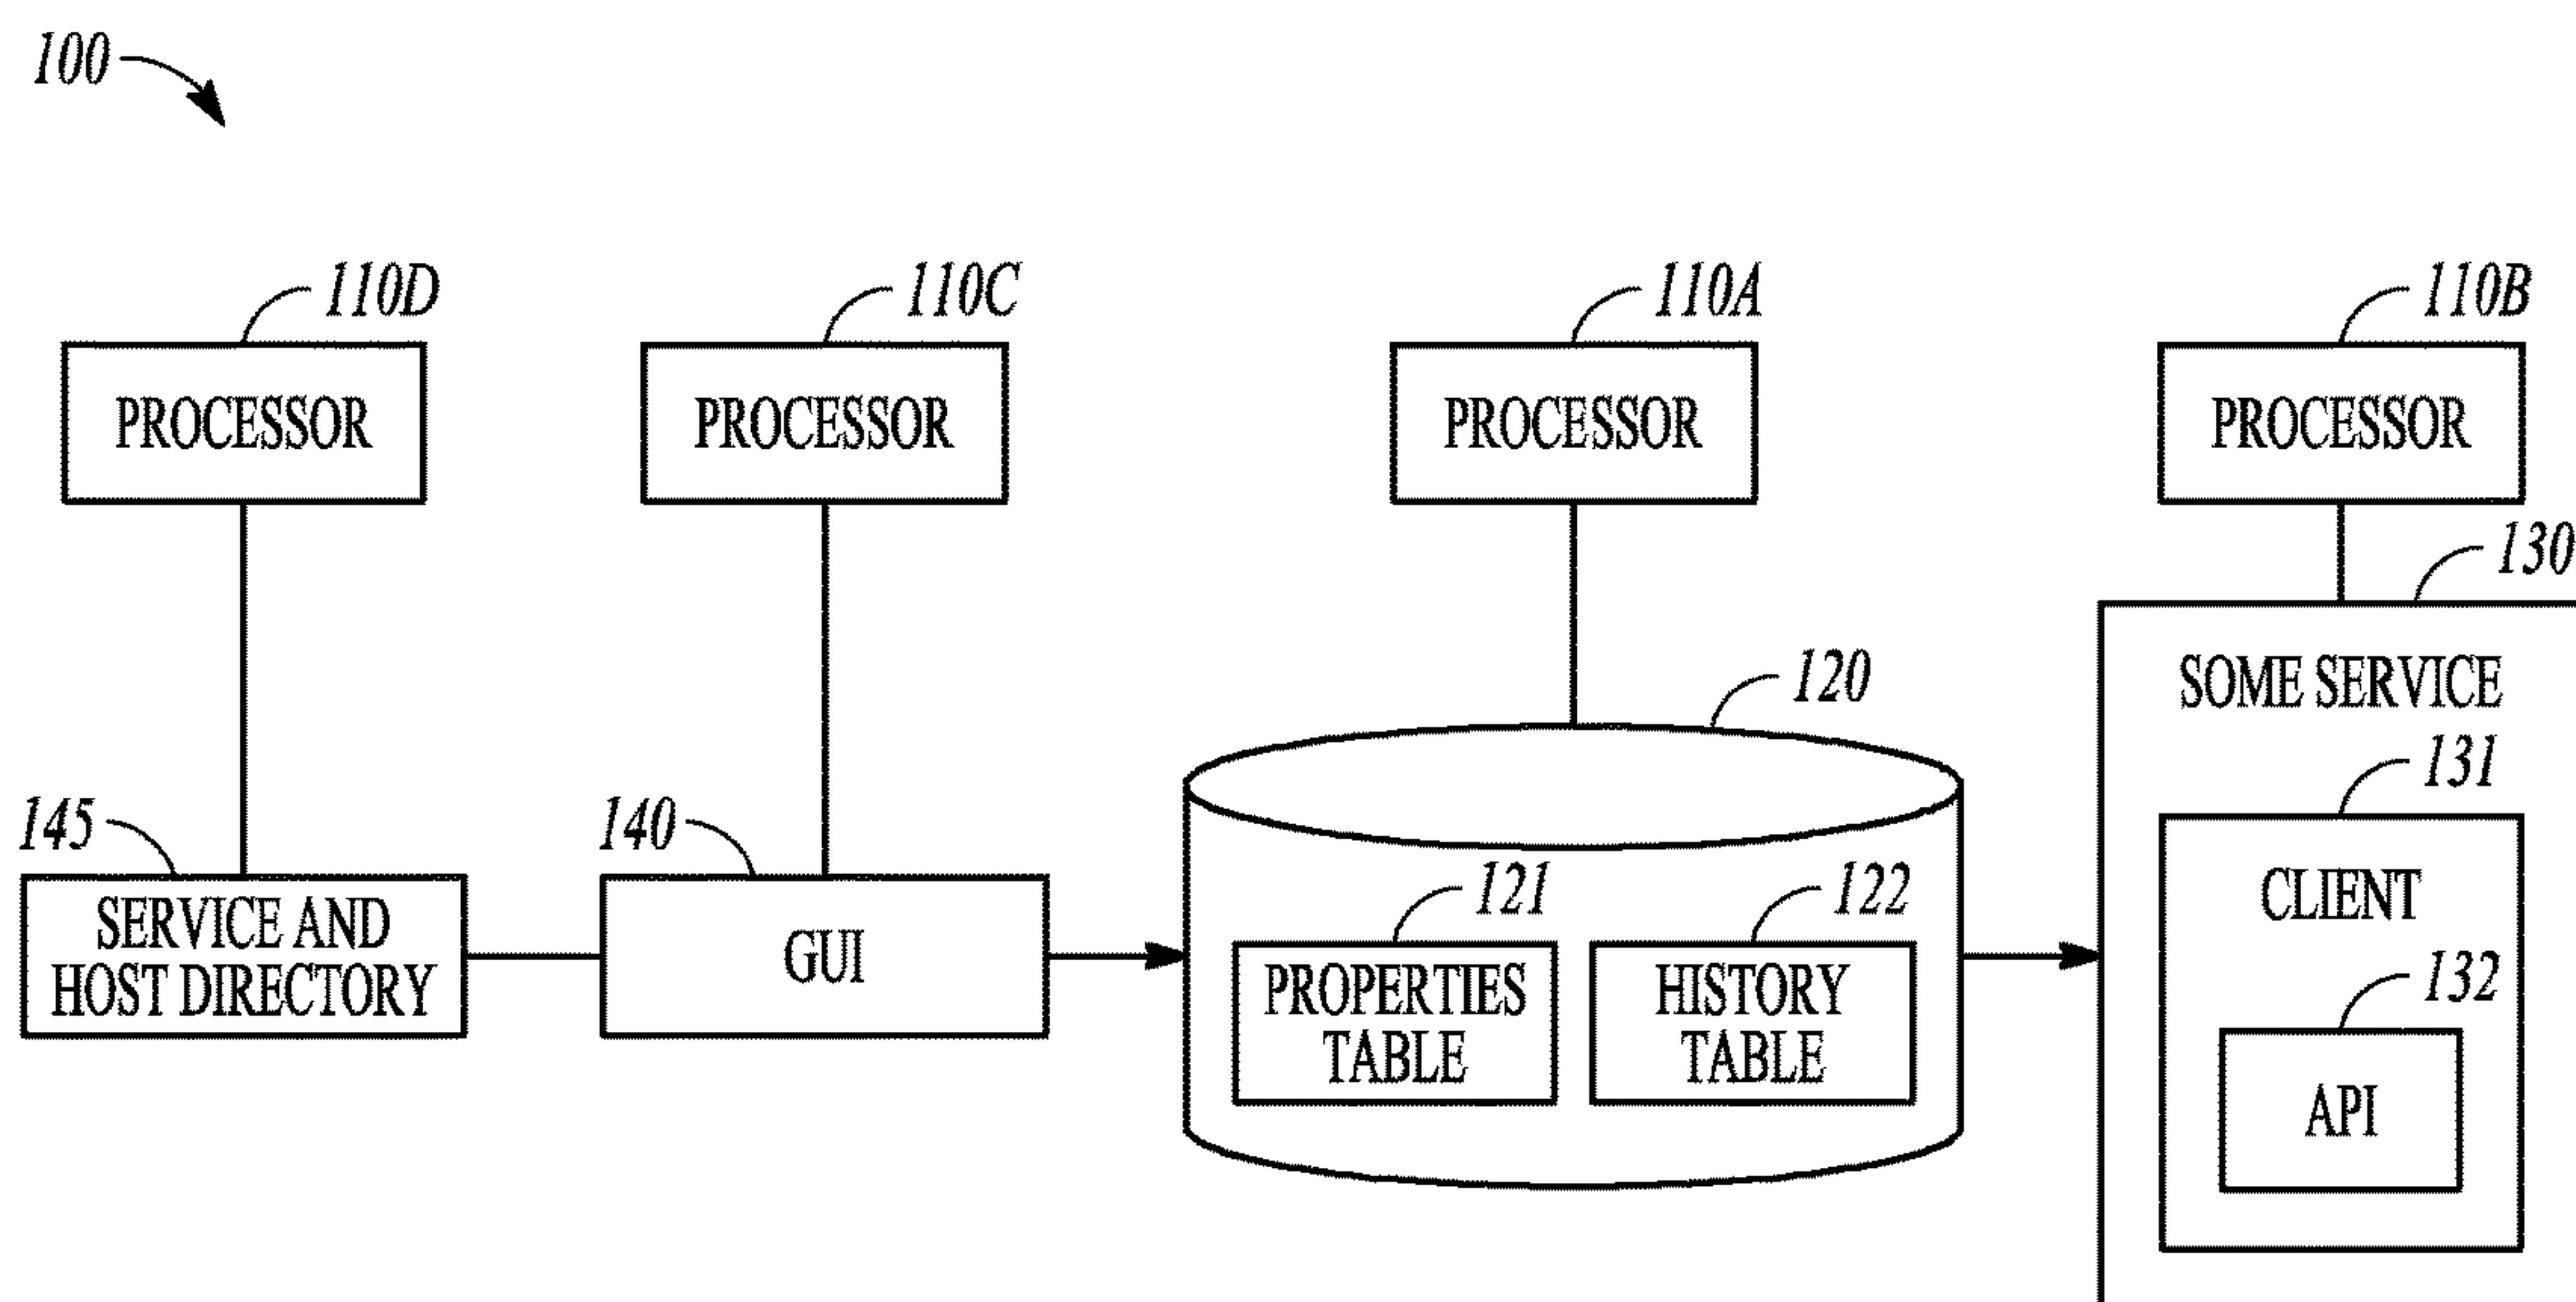 100
110D
110C
110A
110B
PROCESSOR
PROCESSOR
PROCESSOR
PROCESSOR
130
SOME SERVICE
120
131
CLIENT
145
140
121
122
132
SERVICE AND
HOST DIRECTORY
GUI
PROPERTIES
TABLE
HISTORY
TABLE
API